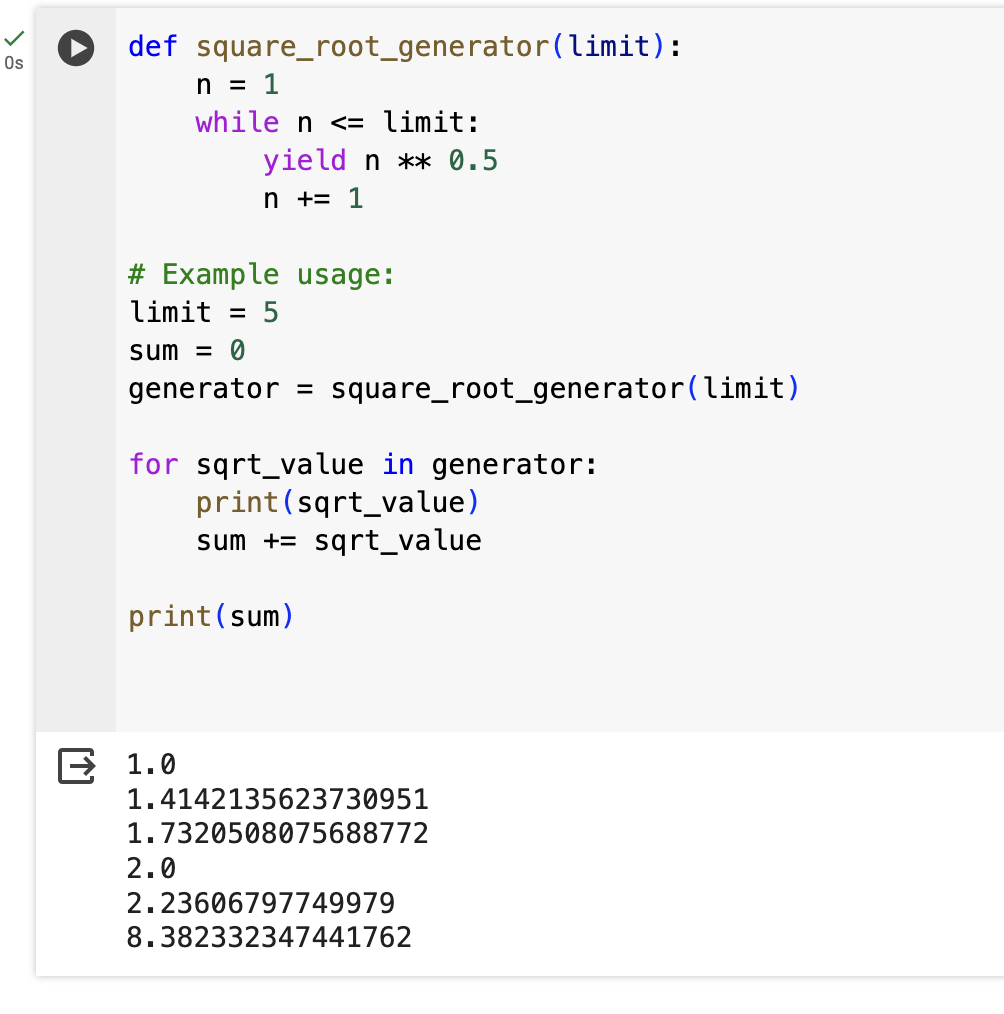 0s
def square_root_generator(limit):
    n = 1
    while n <= limit:
        yield n ** 0.5
        n += 1
# Example usage:
limit = 5
sum = 0
generator = square_root_generator(limit)
for sqrt_value in generator:
    print(sqrt_value)
    sum += sqrt_value
print(sum)
1.0
1.4142135623730951
1.7320508075688772
2.0
2.23606797749979
8.382332347441762